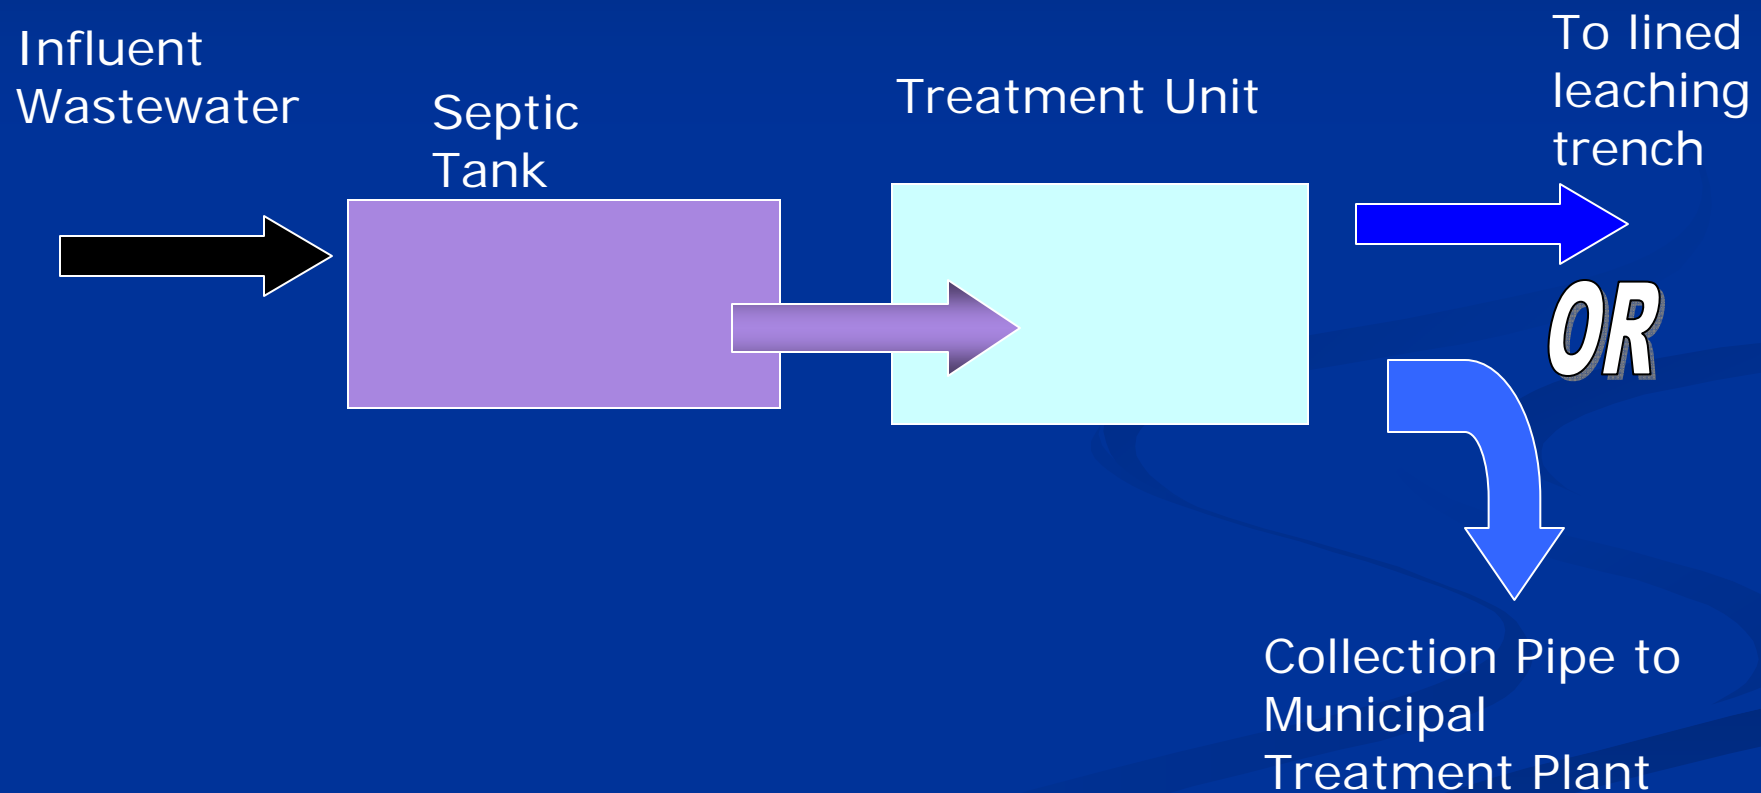 Influent
Wastewater
Septic
Tank
Treatment Unit
To lined
leaching
trench
OR
Collection Pipe to
Municipal
Treatment Plant